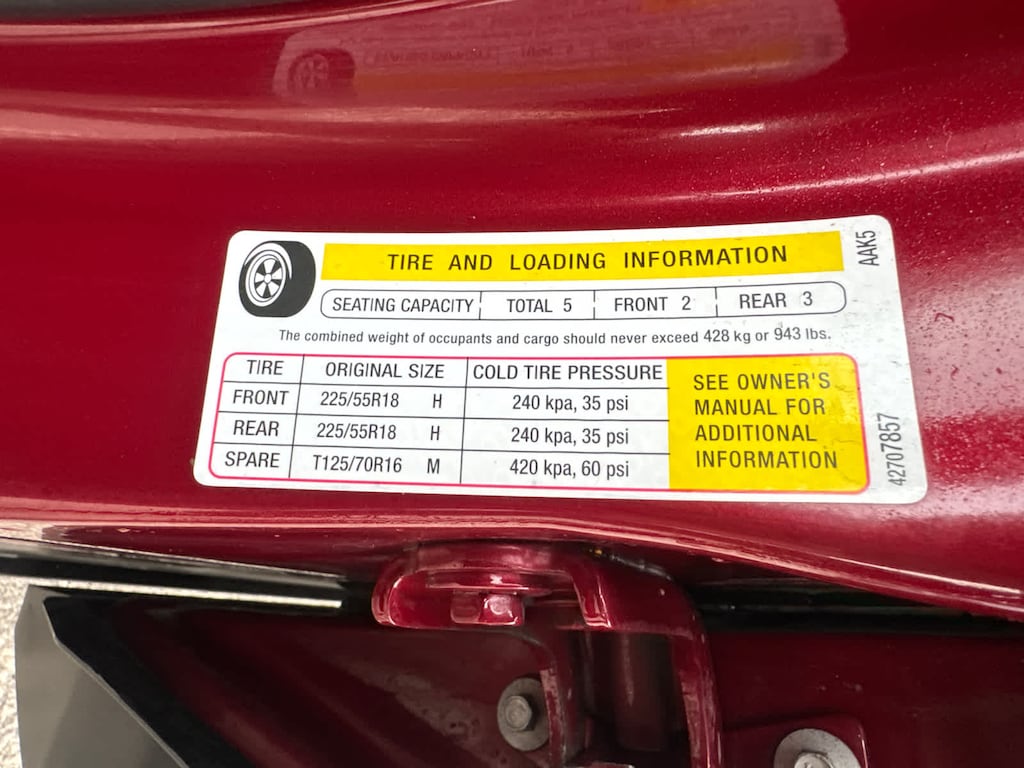 TIRE AND LOADING INFORMATION
SEATING CAPACITY TOTAL 5 FRONT 2 REAR 3
The combined weight of occupants and cargo should never exceed 428 kg or 943 lbs.
TIRE ORIGINAL SIZE COLD TIRE PRESSURE
FRONT 225/55R18 H 240 kpa, 35 psi
REAR 225/55R18 H 240 kpa, 35 psi
SPARE T125/70R16 M 420 kpa, 60 psi
SEE OWNER'S
MANUAL FOR
ADDITIONAL
INFORMATION
AAK5
42707857